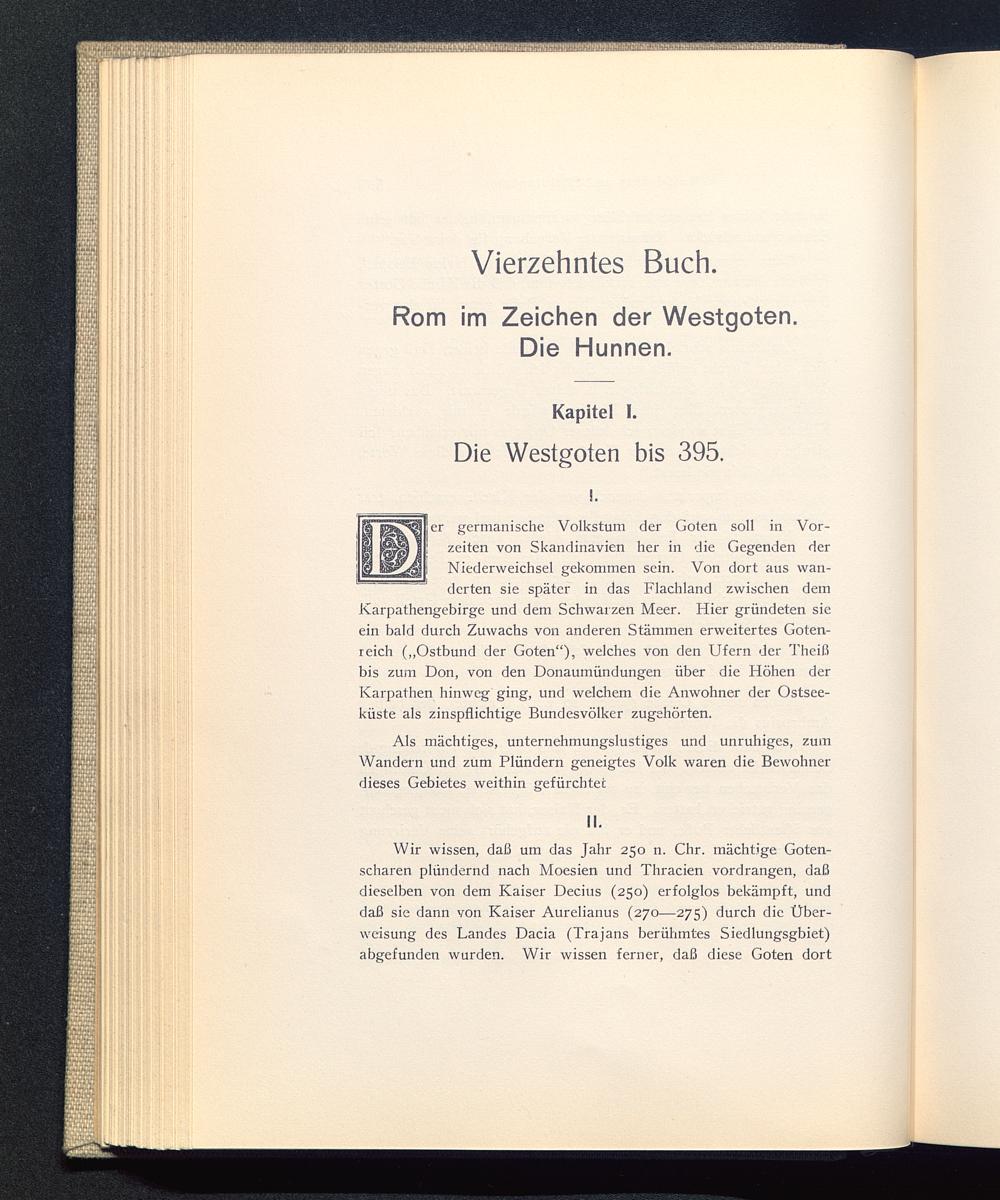 Vierzehntes Buch.
Rom im Zeichen der Westgoten.
Die Hunnen.
Kapitel I.
Die Westgoten bis 395.
I.
Der germanische Volkstum der Goten soll in Vor-
zeiten von Skandinavien her in die Gegenden der
Niederweichsel gekommen sein. Von dort aus wan-
derten sie später in das Flachland zwischen dem
Karpathengebirge und dem Schwarzen Meer. Hier gründeten sie
ein bald durch Zuwachs von anderen Stämmen erweitertes Goten-
reich („Ostbund der Goten“), welches von den Ufern der Theiß
bis zum Don, von den Donaumündungen über die Höhen der
Karpathen hinweg ging, und welchem die Anwohner der Ostsee-
küste als zinspflichtige Bundesvölker zugehörten.
Als mächtiges, unternehmungslustiges und unruhiges, zum
Wandern und zum Plündern geneigtes Volk waren die Bewohner
dieses Gebietes weithin gefürchtet
II.
Wir wissen, daß um das Jahr 250 n. Chr. mächtige Goten-
scharen plündernd nach Moesien und Thracien vordrangen, daß
dieselben von dem Kaiser Decius (250) erfolglos bekämpft, und
daß sie dann von Kaiser Aurelianus (270—275) durch die Über-
weisung des Landes Dacia (Trajans berühmtes Siedlungsgbiet)
abgefunden wurden. Wir wissen ferner, daß diese Goten dort